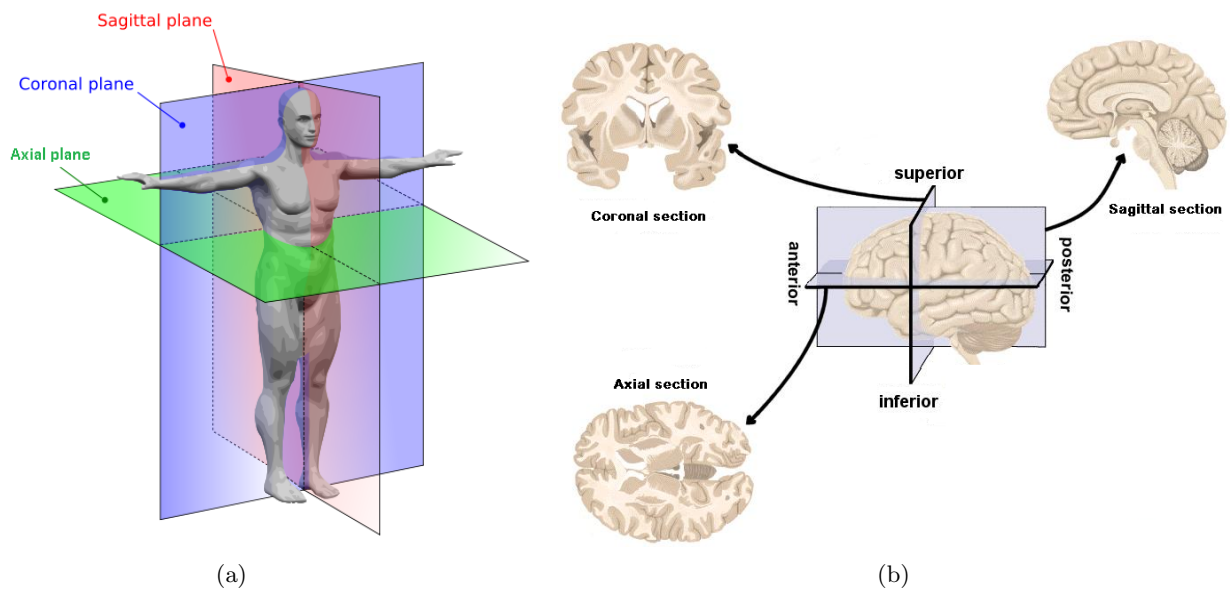 Sagittal plane
Coronal plane
Axial plane
(a)
Coronal section
superior
Sagittal section
anterior
posterior
Axial section
inferior
(b)